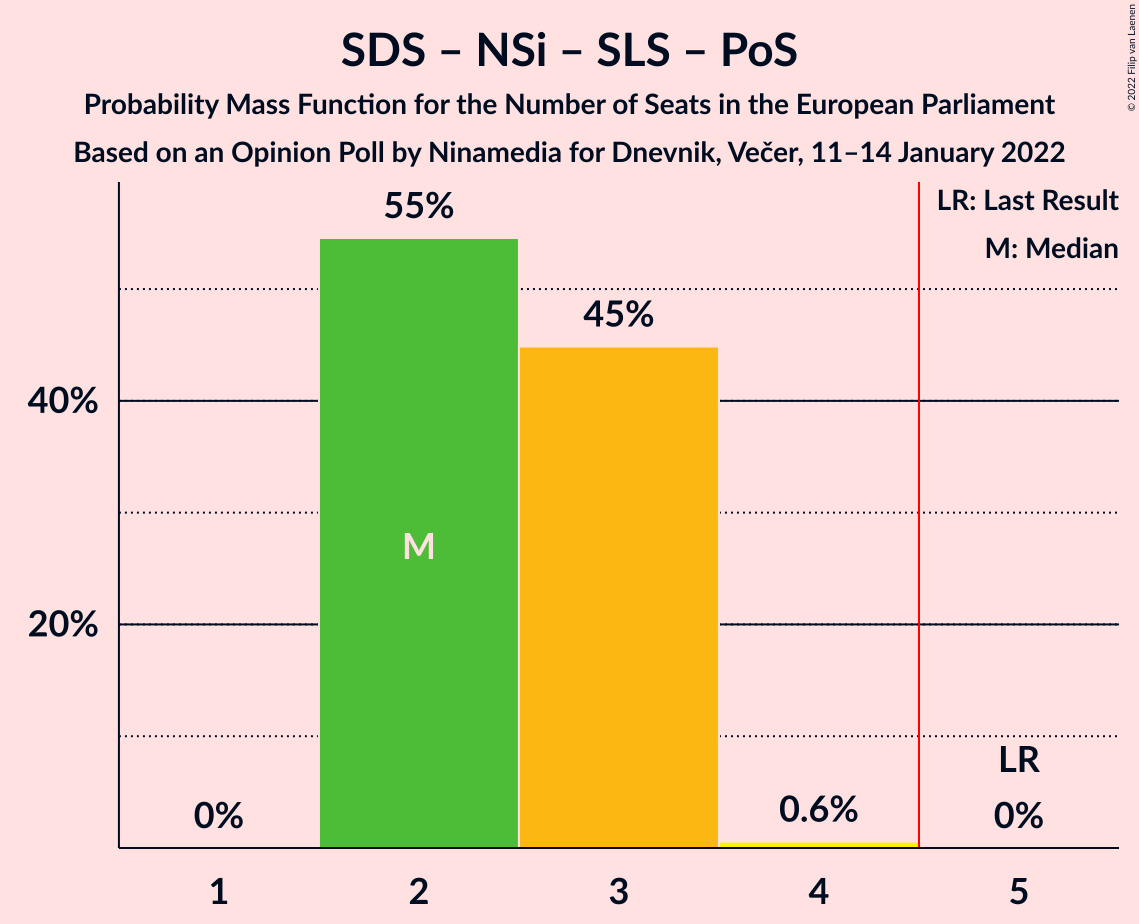 SDS – NSi – SLS – PoS
Probability Mass Function for the Number of Seats in the European Parliament
Based on an Opinion Poll by Ninamedia for Dnevnik, Večer, 11–14 January 2022
© 2022 Filip van Laenen
LR: Last Result
M: Median
55%
45%
40%
M
20%
LR
0%
0.6%
0%
1
2
3
4
5